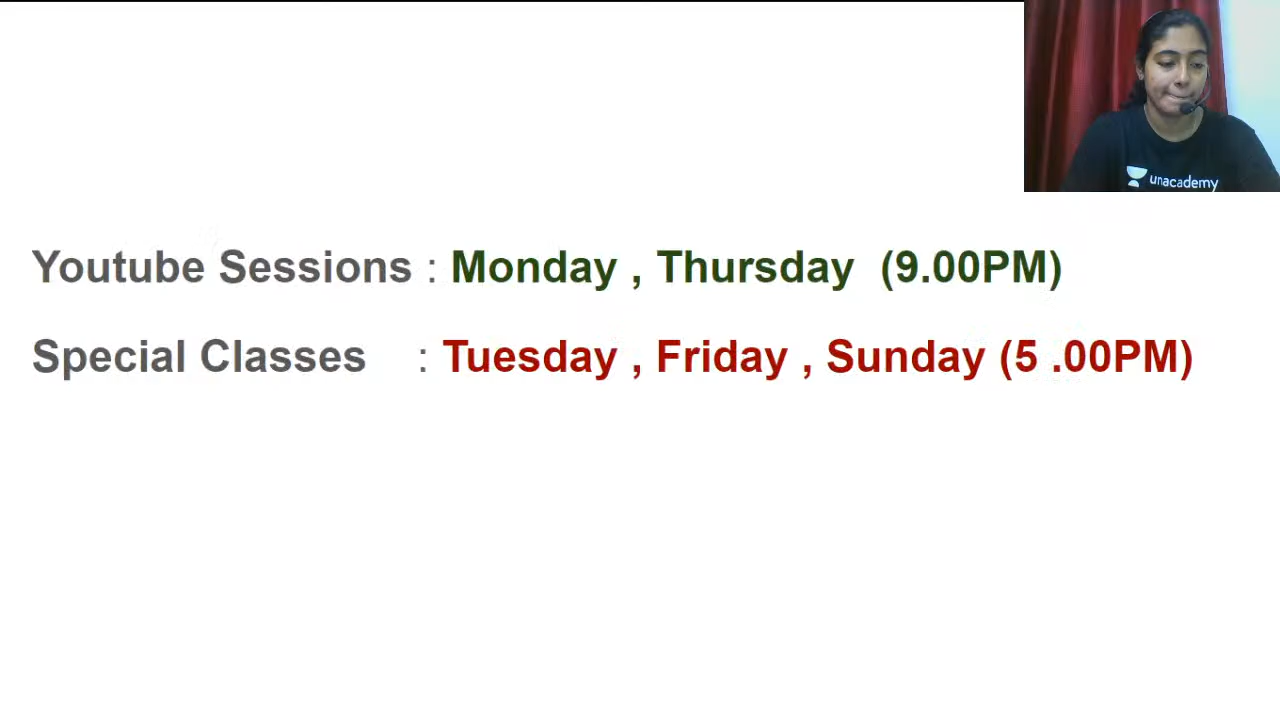 unacademy
Youtube Sessions : Monday , Thursday (9.00PM)
Special Classes : Tuesday , Friday , Sunday (5 .00PM)